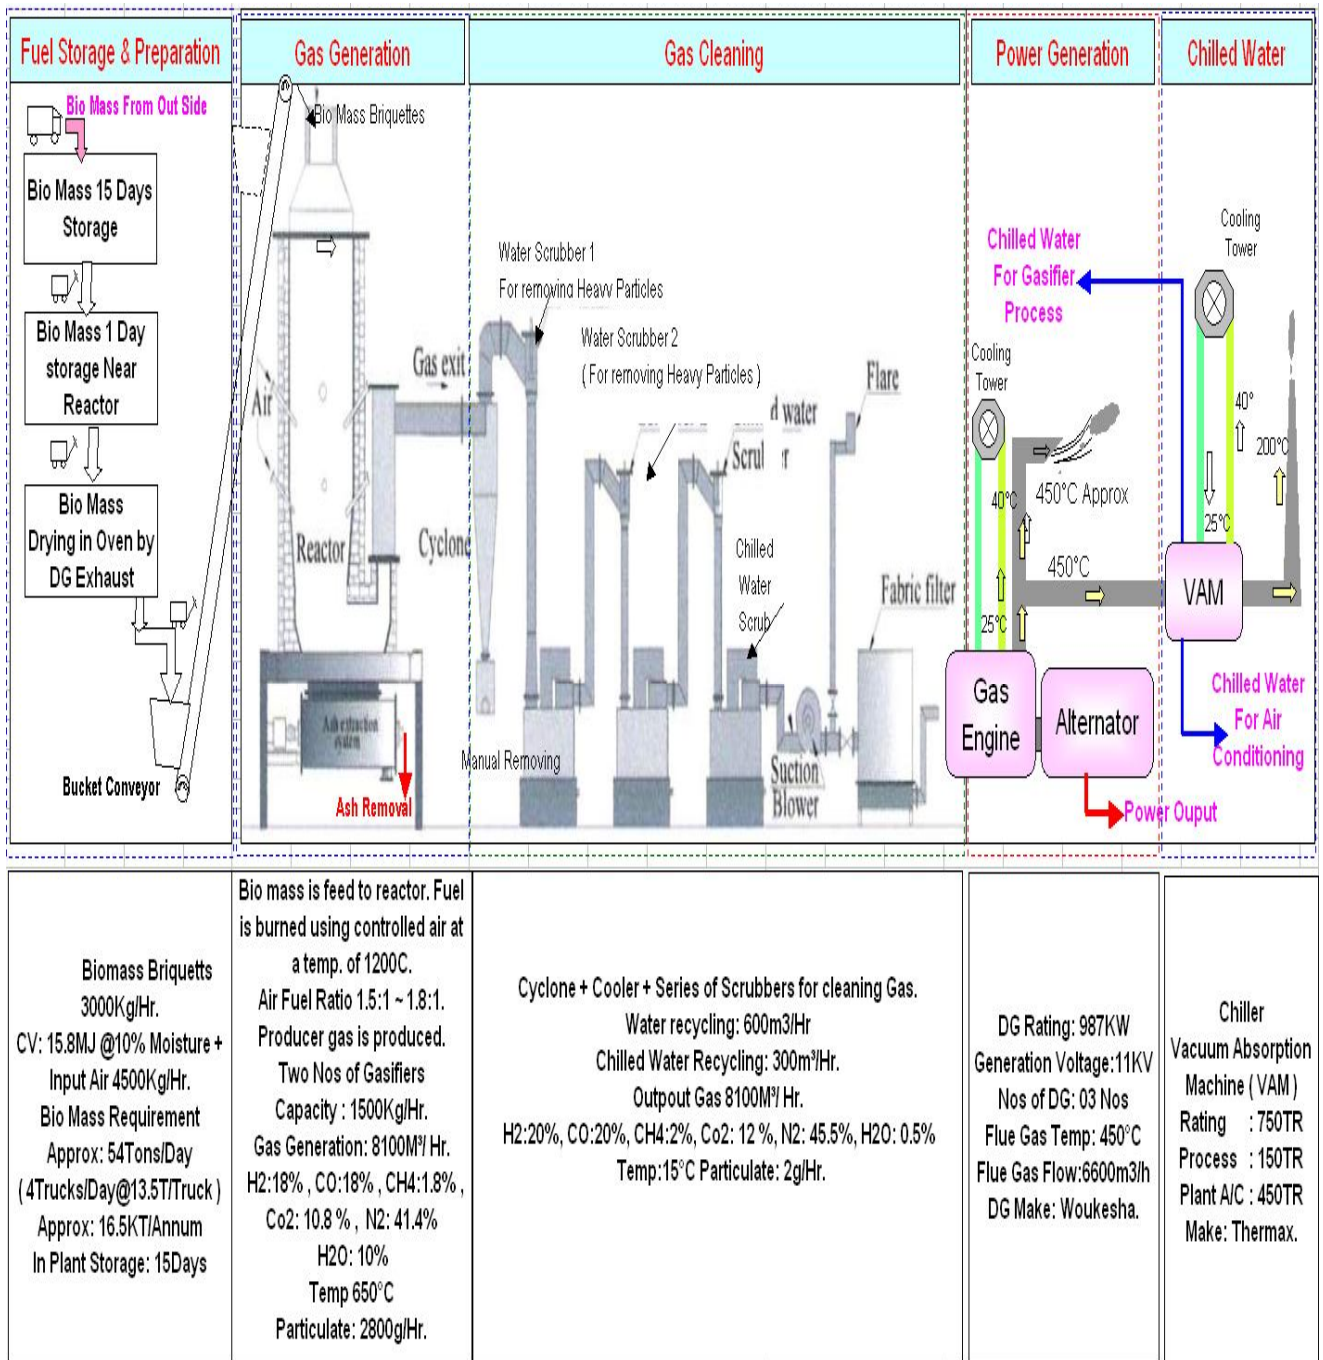 Fuel Storage & Preparation
Gas Generation
Gas Cleaning
Power Generation
Chilled Water
Bio Mass From Out Side
Bio Mass 15 Days
Storage
Bio Mass 1 Day
storage Near
Reactor
Bio Mass
Drying in Oven by
DG Exhaust
Bucket Conveyor
Bio Mass Briquettes
Air
Reactor
Gas exit
Ash extraction
system
Ash Removal
Cyclone
Water Scrubber 1
For removing Heavy Particles
Water Scrubber 2
( For removing Heavy Particles )
d water
Scru
Chilled
Water
Scrub
Manual Removing
Suction
Blower
Flare
Fabric filter
Chilled Water
For Gasifier
Process
Cooling
Tower
40°C
25°C
450°C Approx
450°C
Gas
Engine
Alternator
Power Ouput
Cooling
Tower
40°
200°C
25°C
VAM
Chilled Water
For Air
Conditioning
Biomass Briquetts
3000Kg/Hr.
CV: 15.8MJ @10% Moisture +
Input Air 4500Kg/Hr.
Bio Mass Requirement
Approx: 54Tons/Day
( 4Trucks/Day@13.5T/Truck )
Approx: 16.5KT/Annum
In Plant Storage: 15Days
Bio mass is feed to reactor. Fuel
is burned using controlled air at
a temp. of 1200C.
Air Fuel Ratio 1.5:1 ~ 1.8:1.
Producer gas is produced.
Two Nos of Gasifiers
Capacity : 1500Kg/Hr.
Gas Generation: 8100M³/ Hr.
H2:18% , CO:18% , CH4:1.8% ,
Co2: 10.8 % , N2: 41.4%
H2O: 10%
Temp 650°C
Particulate: 2800g/Hr.
Cyclone + Cooler + Series of Scrubbers for cleaning Gas.
Water recycling: 600m3/Hr
Chilled Water Recycling: 300m³/Hr.
Outpout Gas 8100M³/ Hr.
H2:20%, CO:20%, CH4:2%, Co2: 12 %, N2: 45.5%, H2O: 0.5%
Temp:15°C Particulate: 2g/Hr.
DG Rating: 987KW
Generation Voltage:11KV
Nos of DG: 03 Nos
Flue Gas Temp: 450°C
Flue Gas Flow:6600m3/h
DG Make: Woukesha.
Chiller
Vacuum Absorption
Machine ( VAM )
Rating : 750TR
Process : 150TR
Plant A/C : 450TR
Make: Thermax.